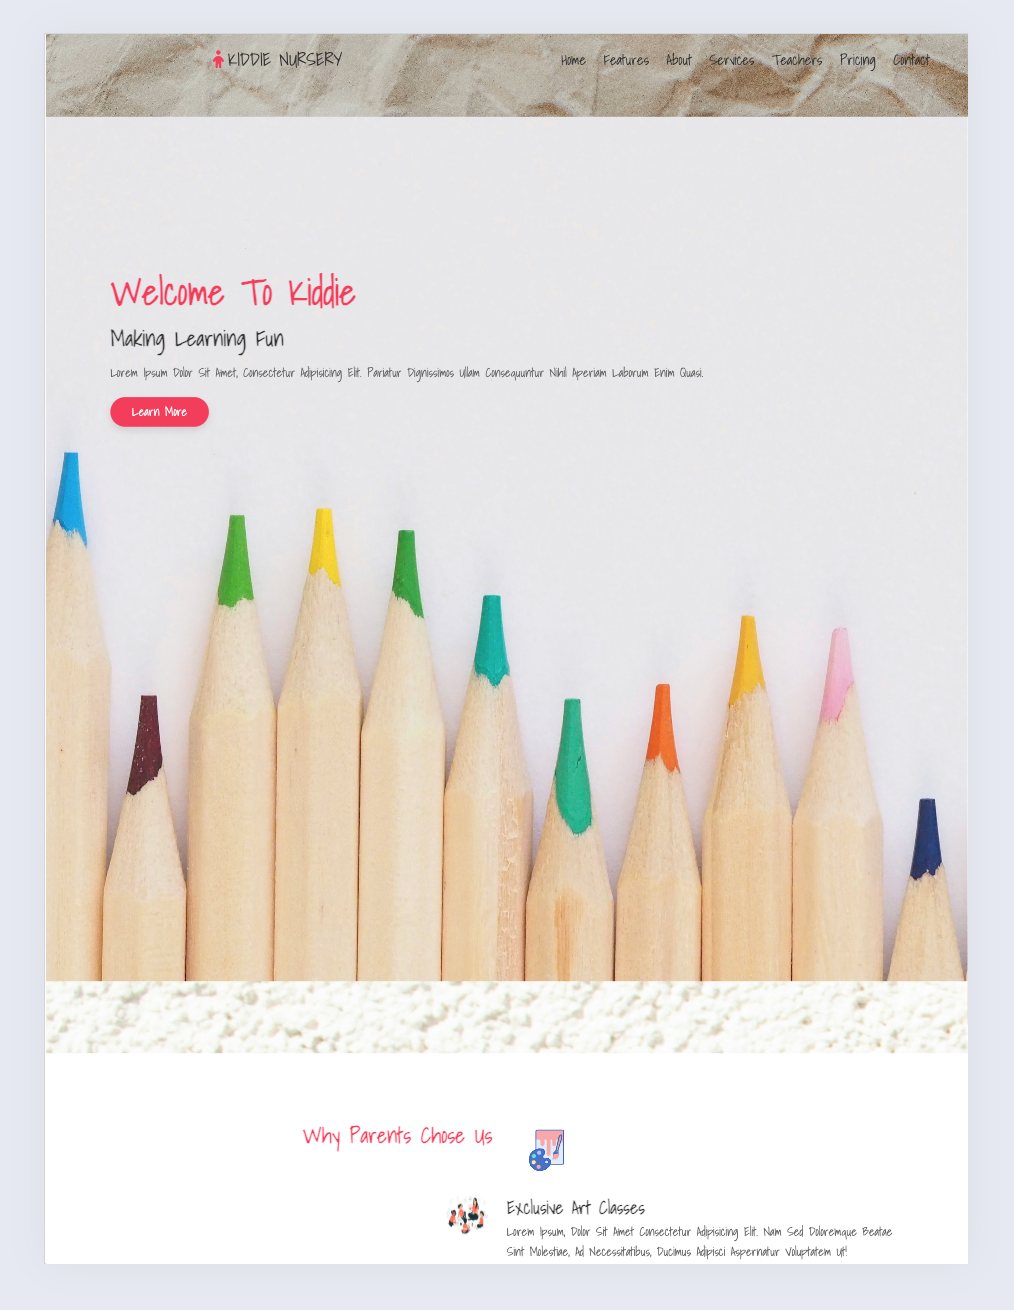 KIDDIE NURSERY
Home Features About Services Teachers Pricing Contact
Welcome To Kiddie
Making Learning Fun
Lorem Ipsum Dolor Sit Amet, Consectetur Adipisicing Elit. Pariatur Dignissimos Ullam Consequuntur Nihil Aperiam Laborum Enim Quasi.
Learn More
Why Parents Chose Us
Exclusive Art Classes
Lorem Ipsum, Dolor Sit Amet Consectetur Adipisicing Elit. Nam Sed Doloremque Beatae
Sint Molestiae, Ad Necessitatibus, Ducimus Adipisci Aspernatur Voluptatem Ut!